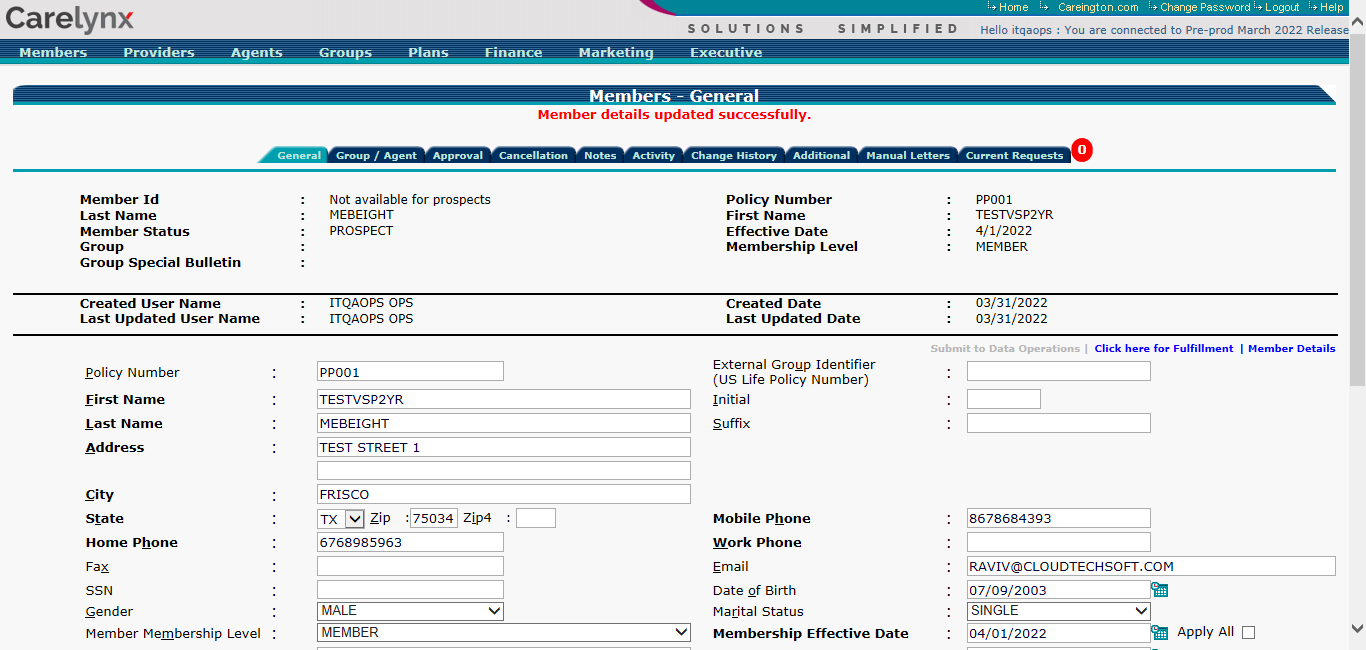 Carelynx
Home Careington.com Change Password Logout Help
SOLUTIONS SIMPLIFIED
Hello itqaops : You are connected to Pre-prod March 2022 Release
Members Providers Agents Groups Plans Finance Marketing Executive
Members - General
Member details updated successfully.
General Group / Agent Approval Cancellation Notes Activity Change History Additional Manual Letters Current Requests 0
Member Id : Not available for prospects Policy Number : PP001
Last Name : MEBEIGHT First Name : TESTVSP2YR
Member Status : PROSPECT Effective Date : 4/1/2022
Group : Membership Level : MEMBER
Group Special Bulletin :
Created User Name : ITQAOPS OPS Created Date : 03/31/2022
Last Updated User Name : ITQAOPS OPS Last Updated Date : 03/31/2022
Submit to Data Operations | Click here for Fulfillment | Member Details
Policy Number : PP001 External Group Identifier
(US Life Policy Number) :
First Name : TESTVSP2YR Initial :
Last Name : MEBEIGHT Suffix :
Address : TEST STREET 1
City : FRISCO
State : TX Zip : 75034 Zip4 : Mobile Phone : 8678684393
Home Phone : 6768985963 Work Phone :
Fax : Email : RAVIV@CLOUDTECHSOFT.COM
SSN : Date of Birth : 07/09/2003
Gender : MALE Marital Status : SINGLE
Member Membership Level : MEMBER Membership Effective Date : 04/01/2022 Apply All